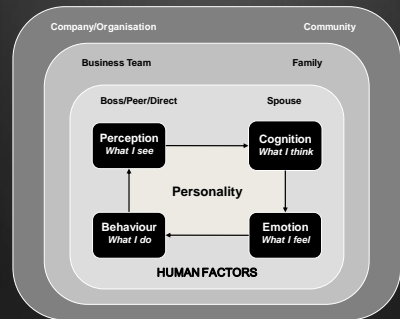 Company/Organisation Community
Business Team Family
Boss/Peer/Direct Spouse
Perception
What I see
Cognition
What I think
Personality
Behaviour
What I do
Emotion
What I feel
HUMAN FACTORS